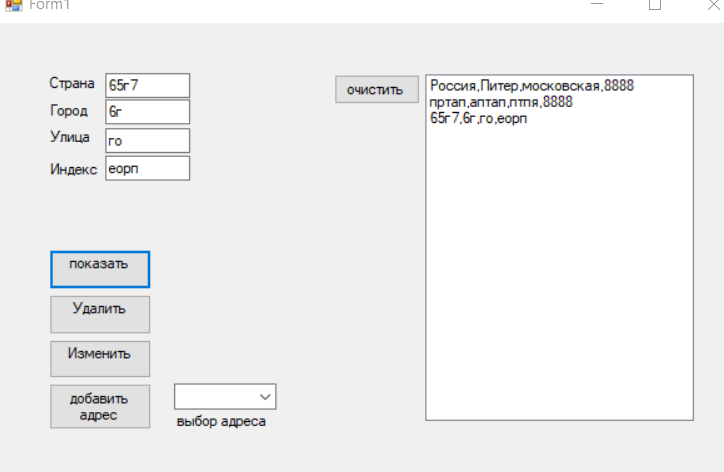 Form1
Страна 65г7
Город 6г
Улица го
Индекс еорп
очистить
Россия,Питер,московская,8888
пртап,аптап,птпя,8888
65г7,6г,го,еорп
показать
Удалить
Изменить
добавить
адрес
выбор адреса